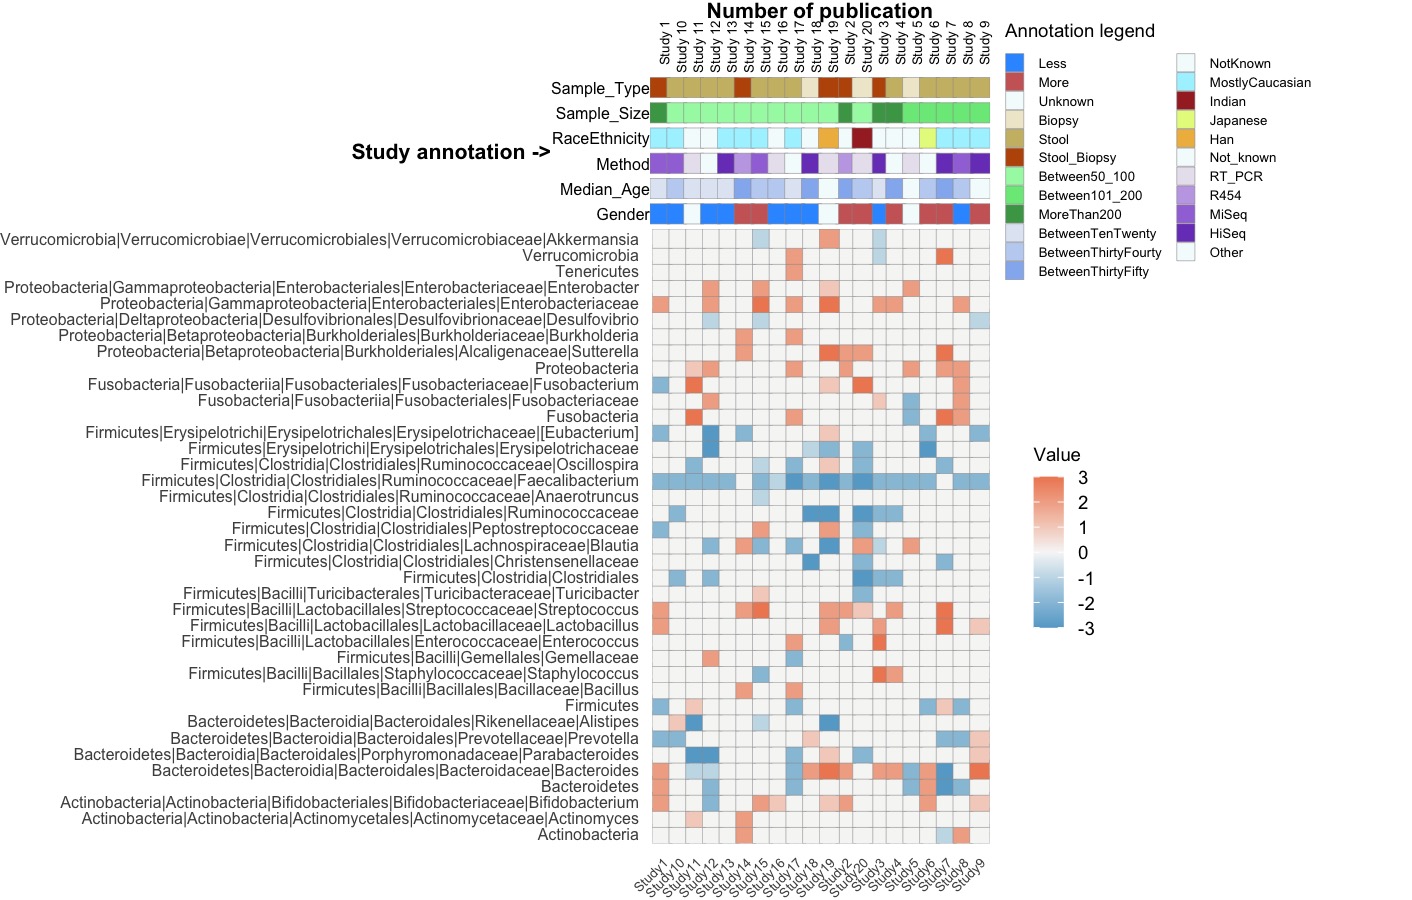 Number of publication
Study 1
Study 10
Study 11
Study 12
Study 13
Study 14
Study 15
Study 16
Study 17
Study 18
Study 19
Study 2
Study 20
Study 3
Study 4
Study 5
Study 6
Study 7
Study 8
Study 9
Study annotation ->
Sample_Type
Sample_Size
RaceEthnicity
Method
Median_Age
Gender
Annotation legend
Less
More
Unknown
Biopsy
Stool
Stool_Biopsy
Between50_100
Between101_200
MoreThan200
BetweenTenTwenty
BetweenThirtyFourty
BetweenThirtyFifty
NotKnown
MostlyCaucasian
Indian
Japanese
Han
Not_known
RT_PCR
R454
MiSeq
HiSeq
Other
Verrucomicrobia|Verrucomicrobiae|Verrucomicrobiales|Verrucomicrobiaceae|Akkermansia
Verrucomicrobia
Tenericutes
Proteobacteria|Gammaproteobacteria|Enterobacteriales|Enterobacteriaceae|Enterobacter
Proteobacteria|Gammaproteobacteria|Enterobacteriales|Enterobacteriaceae
Proteobacteria|Deltaproteobacteria|Desulfovibrionales|Desulfovibrionaceae|Desulfovibrio
Proteobacteria|Betaproteobacteria|Burkholderiales|Burkholderiaceae|Burkholderia
Proteobacteria|Betaproteobacteria|Burkholderiales|Alcaligenaceae|Sutterella
Proteobacteria
Fusobacteria|Fusobacteriia|Fusobacteriales|Fusobacteriaceae|Fusobacterium
Fusobacteria|Fusobacteriia|Fusobacteriales|Fusobacteriaceae
Fusobacteria
Firmicutes|Erysipelotrichi|Erysipelotrichales|Erysipelotrichaceae|[Eubacterium]
Firmicutes|Erysipelotrichi|Erysipelotrichales|Erysipelotrichaceae
Firmicutes|Clostridia|Clostridiales|Ruminococcaceae|Oscillospira
Firmicutes|Clostridia|Clostridiales|Ruminococcaceae|Faecalibacterium
Firmicutes|Clostridia|Clostridiales|Ruminococcaceae|Anaerotruncus
Firmicutes|Clostridia|Clostridiales|Ruminococcaceae
Firmicutes|Clostridia|Clostridiales|Peptostreptococcaceae
Firmicutes|Clostridia|Clostridiales|Lachnospiraceae|Blautia
Firmicutes|Clostridia|Clostridiales|Christensenellaceae
Firmicutes|Clostridia|Clostridiales
Firmicutes|Bacilli|Turicibacterales|Turicibacteraceae|Turicibacter
Firmicutes|Bacilli|Lactobacillales|Streptococcaceae|Streptococcus
Firmicutes|Bacilli|Lactobacillales|Lactobacillaceae|Lactobacillus
Firmicutes|Bacilli|Lactobacillales|Enterococcaceae|Enterococcus
Firmicutes|Bacilli|Gemellales|Gemellaceae
Firmicutes|Bacilli|Bacillales|Staphylococcaceae|Staphylococcus
Firmicutes|Bacilli|Bacillales|Bacillaceae|Bacillus
Firmicutes
Bacteroidetes|Bacteroidia|Bacteroidales|Rikenellaceae|Alistipes
Bacteroidetes|Bacteroidia|Bacteroidales|Prevotellaceae|Prevotella
Bacteroidetes|Bacteroidia|Bacteroidales|Porphyromonadaceae|Parabacteroides
Bacteroidetes|Bacteroidia|Bacteroidales|Bacteroidaceae|Bacteroides
Bacteroidetes
Actinobacteria|Actinobacteria|Bifidobacteriales|Bifidobacteriaceae|Bifidobacterium
Actinobacteria|Actinobacteria|Actinomycetales|Actinomycetaceae|Actinomyces
Actinobacteria
Value
3
2
1
0
-1
-2
-3
Study1
Study10
Study11
Study12
Study13
Study14
Study15
Study16
Study17
Study18
Study19
Study2
Study20
Study3
Study4
Study5
Study6
Study7
Study8
Study9